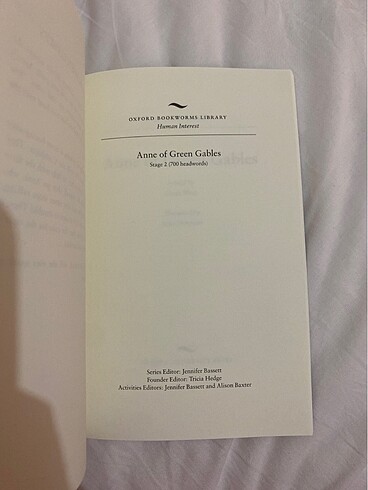 OXFORD BOOKWORMS LIBRARY
Human Interest
Anne of Green Gables
Stage 2 (700 headwords)
Series Editor: Jennifer Bassett
Founder Editor: Tricia Hedge
Activities Editors: Jennifer Bassett and Alison Baxter